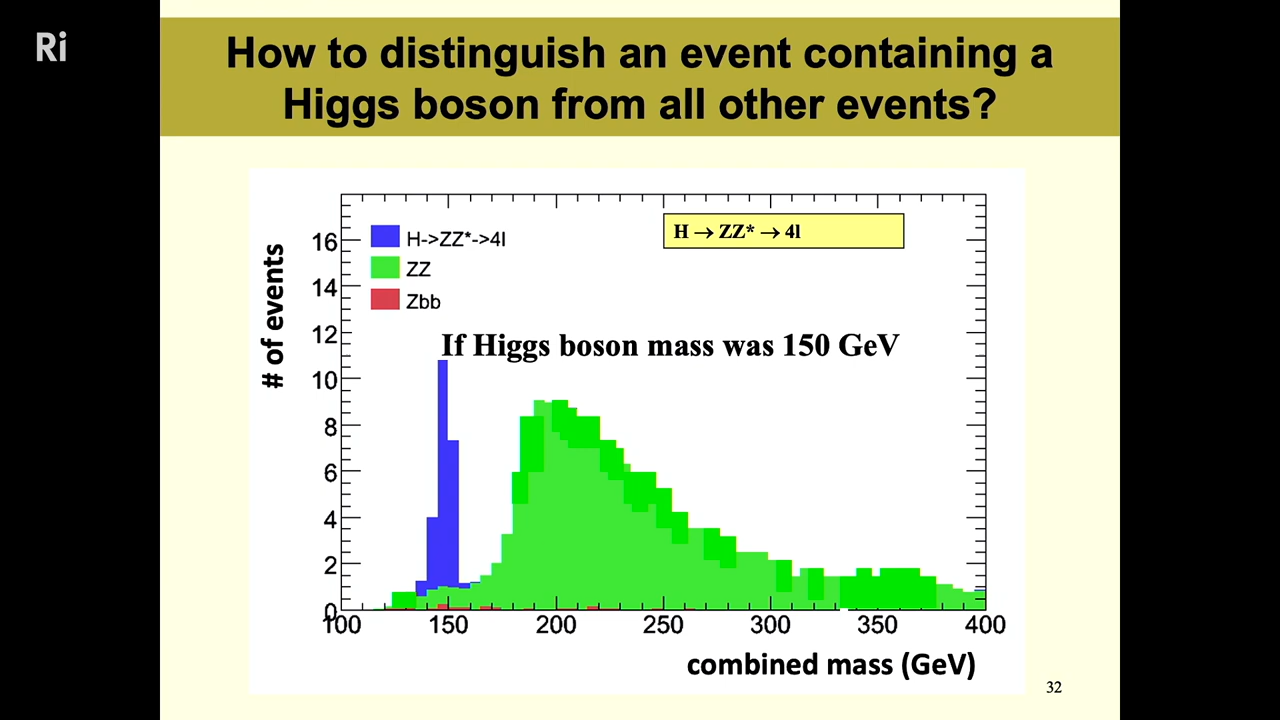 Ri
How to distinguish an event containing a
Higgs boson from all other events?
# of events
16
14
12
10
8
6
4
2
0
H->ZZ*->4l
ZZ
Zbb
H → ZZ* → 4l
If Higgs boson mass was 150 GeV
100
150
200
250
300
350
400
combined mass (GeV)
32